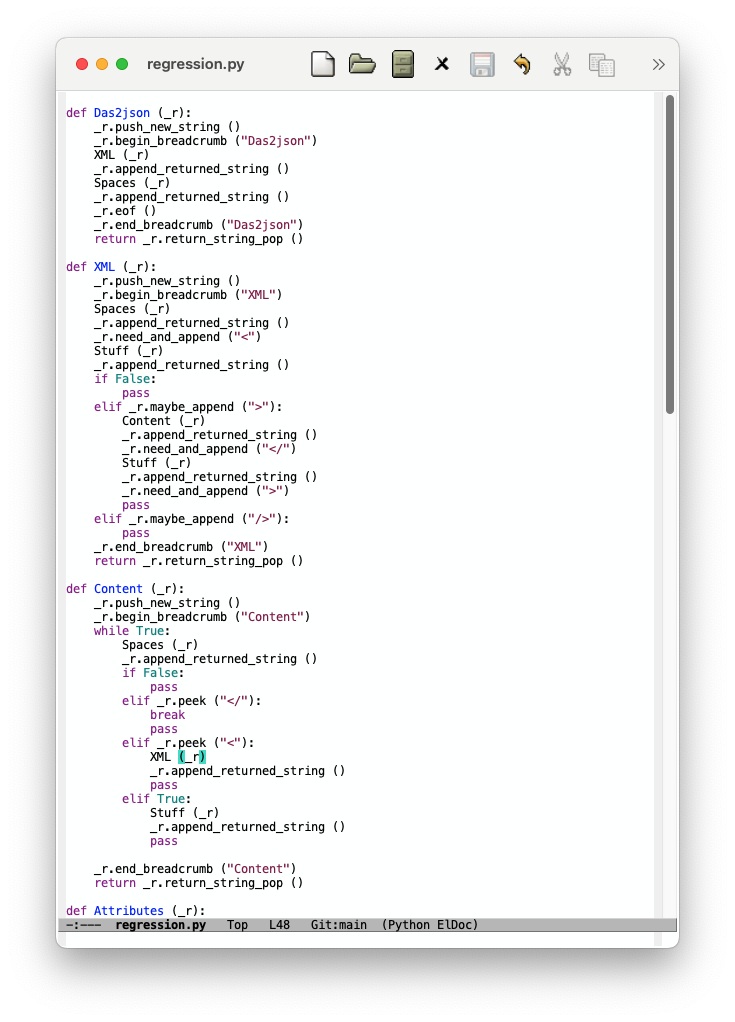 regression.py
def Das2json (_r):
    _r.push_new_string ()
    _r.begin_breadcrumb ("Das2json")
    XML (_r)
    _r.append_returned_string ()
    Spaces (_r)
    _r.append_returned_string ()
    _r.eof ()
    _r.end_breadcrumb ("Das2json")
    return _r.return_string_pop ()
def XML (_r):
    _r.push_new_string ()
    _r.begin_breadcrumb ("XML")
    Spaces (_r)
    _r.append_returned_string ()
    _r.need_and_append ("<")
    Stuff (_r)
    _r.append_returned_string ()
    if False:
        pass
    elif _r.maybe_append (">"):
        Content (_r)
        _r.append_returned_string ()
        _r.need_and_append ("</")
        Stuff (_r)
        _r.append_returned_string ()
        _r.need_and_append (">")
        pass
    elif _r.maybe_append ("/>"):
        pass
    _r.end_breadcrumb ("XML")
    return _r.return_string_pop ()
def Content (_r):
    _r.push_new_string ()
    _r.begin_breadcrumb ("Content")
    while True:
        Spaces (_r)
        _r.append_returned_string ()
        if False:
            pass
        elif _r.peek ("</"):
            break
            pass
        elif _r.peek ("<"):
            XML (_r)
            _r.append_returned_string ()
            pass
        elif True:
            Stuff (_r)
            _r.append_returned_string ()
            pass
    _r.end_breadcrumb ("Content")
    return _r.return_string_pop ()
def Attributes (_r):
-:--- regression.py Top L48 Git:main (Python ElDoc)